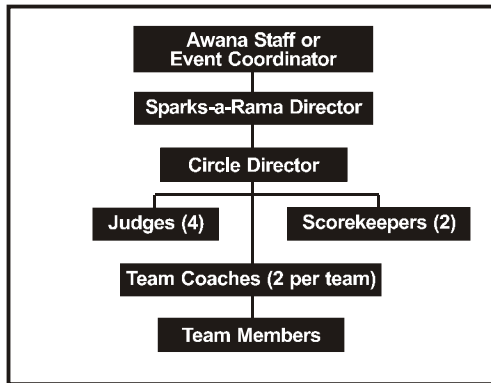 Awana Staff or
Event Coordinator
Sparks-a-Rama Director
Circle Director
Judges (4)
Scorekeepers (2)
Team Coaches (2 per team)
Team Members